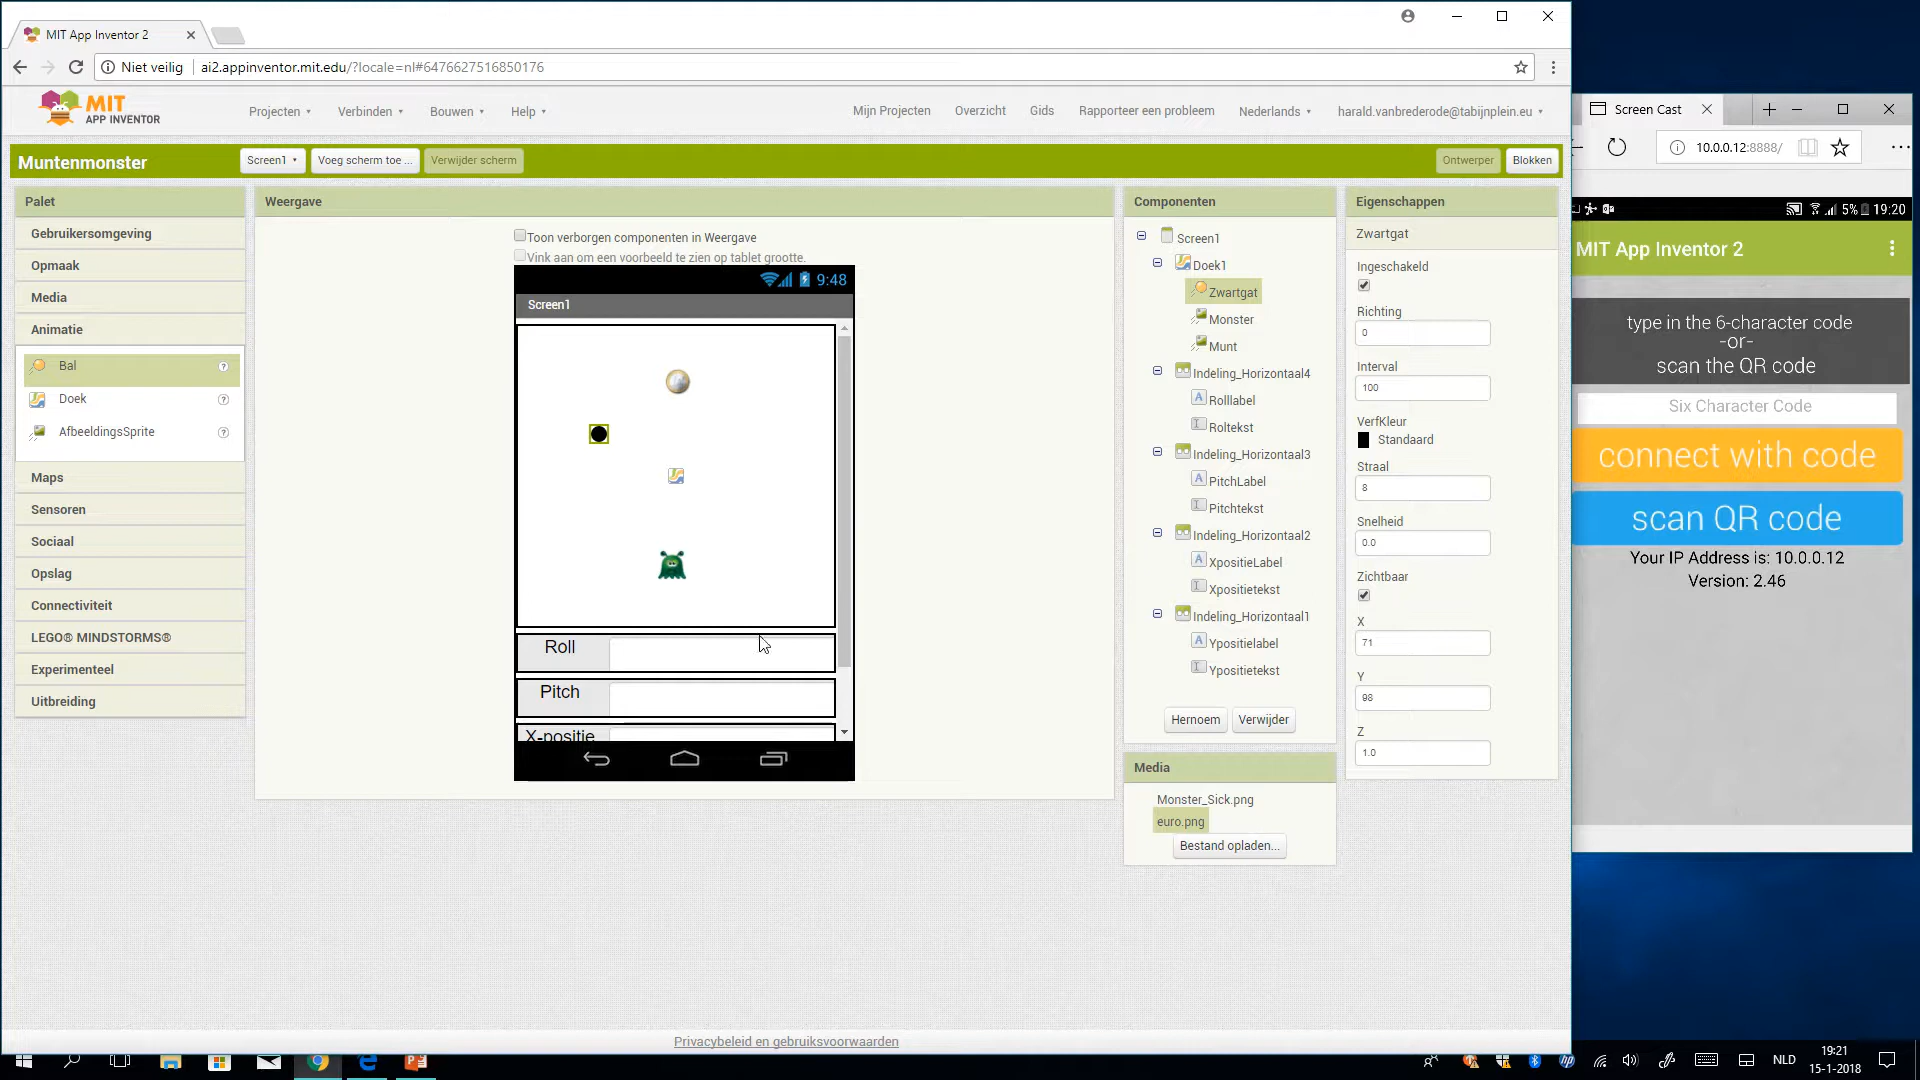 MIT App Inventor 2
Niet veilig
ai2.appinventor.mit.edu/?locale=nl#6476627516850176
MIT
APP INVENTOR
Projecten
Verbinden
Bouwen
Help
Mijn Projecten
Overzicht
Gids
Rapporteer een probleem
Nederlands
harald.vanbrederode@tabijnplein.eu
Muntenmonster
Screen1
Voeg scherm toe ...
Verwijder scherm
Ontwerper
Blokken
Palet
Gebruikersomgeving
Opmaak
Media
Animatie
Bal
?
Doek
?
AfbeeldingsSprite
?
Maps
Sensoren
Sociaal
Opslag
Connectiviteit
LEGO® MINDSTORMS®
Experimenteel
Uitbreiding
Weergave
Toon verborgen componenten in Weergave
Vink aan om een voorbeeld te zien op tablet grootte.
9:48
Screen1
Roll
Pitch
X-positie
Componenten
Screen1
Doek1
Zwartgat
Monster
Munt
Indeling_Horizontaal4
Rolllabel
Roltekst
Indeling_Horizontaal3
PitchLabel
Pitchtekst
Indeling_Horizontaal2
XpositieLabel
Xpositietekst
Indeling_Horizontaal1
Ypositielabel
Ypositietekst
Hernoem
Verwijder
Media
Monster_Sick.png
euro.png
Bestand opladen...
Eigenschappen
Zwartgat
Ingeschakeld
Richting
0
Interval
100
VerfKleur
Standaard
Straal
8
Snelheid
0.0
Zichtbaar
X
71
Y
98
Z
1.0
Privacybeleid en gebruiksvoorwaarden
Screen Cast
10.0.0.12:8888/
5%
19:20
MIT App Inventor 2
type in the 6-character code
-or-
scan the QR code
Six Character Code
connect with code
scan QR code
Your IP Address is: 10.0.0.12
Version: 2.46
NLD
19:21
15-1-2018